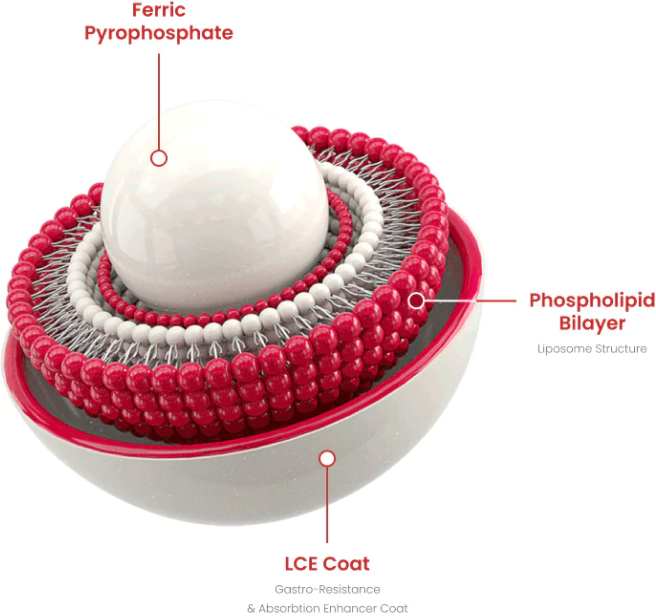 Ferric
Pyrophosphate
Phospholipid
Bilayer
Liposome Structure
LCE Coat
Gastro-Resistance
& Absorbtion Enhancer Coat